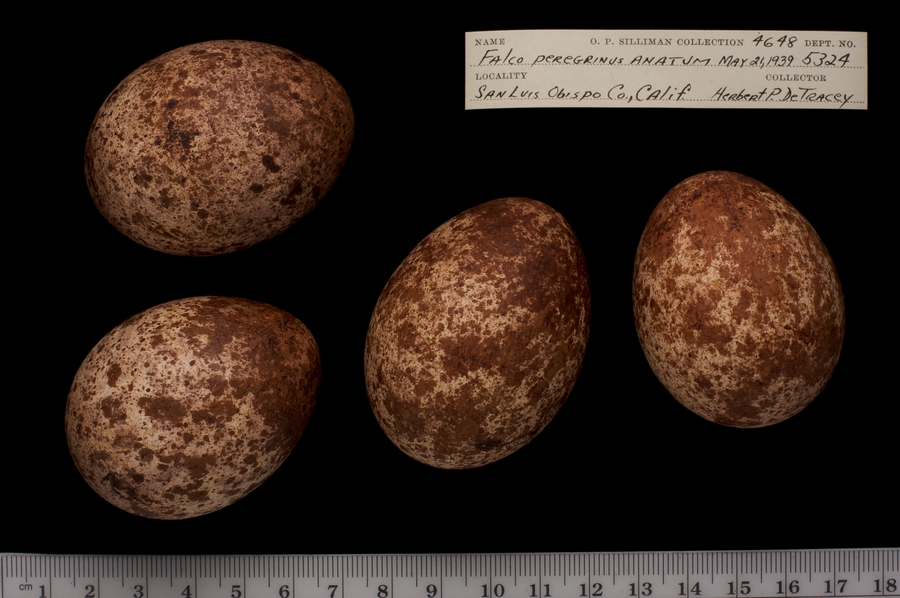 NAME O. P. SILLIMAN COLLECTION 4648 DEPT. NO.
FALCO PEREGRINUS ANATUM MAY 21, 1939 5324
LOCALITY COLLECTOR
SAN LUIS Obispo Co., CALIF. HERBERT P. DETRACEY
cm 1 2 3 4 5 6 7 8 9 10 11 12 13 14 15 16 17 18